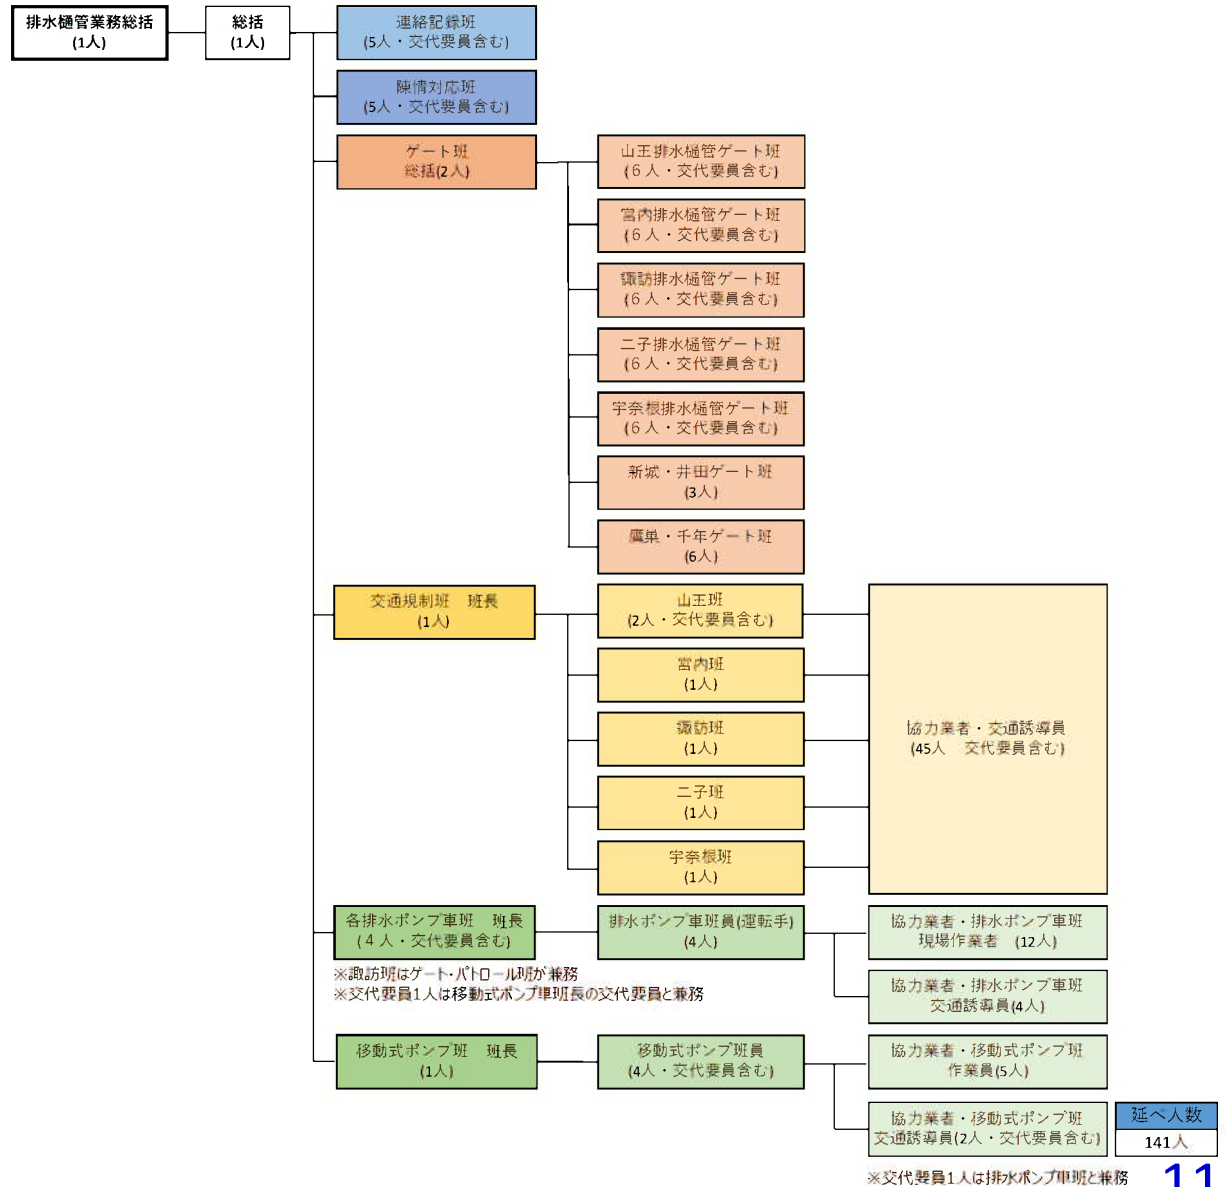 排水樋管業務総括
(1人)
総括
(1人)
連絡記録班
(5人・交代要員含む)
陳情対応班
(5人・交代要員含む)
ゲート班
総括(2人)
山王排水樋管ゲート班
(6人・交代要員含む)
宮内排水樋管ゲート班
(6人・交代要員含む)
諏訪排水樋管ゲート班
(6人・交代要員含む)
二子排水樋管ゲート班
(6人・交代要員含む)
宇奈根排水樋管ゲート班
(6人・交代要員含む)
新城・井田ゲート班
(3人)
鷹巣・千年ゲート班
(6人)
交通規制班　班長
(1人)
山王班
(2人・交代要員含む)
宮内班
(1人)
諏訪班
(1人)
二子班
(1人)
宇奈根班
(1人)
協力業者・交通誘導員
(45人　交代要員含む)
各排水ポンプ車班　班長
(4人・交代要員含む)
※諏訪班はゲート・パトロール班が兼務
※交代要員1人は移動式ポンプ車班長の交代要員と兼務
排水ポンプ車班員(運転手)
(4人)
協力業者・排水ポンプ車班
現場作業者　(12人)
協力業者・排水ポンプ車班
交通誘導員(4人)
移動式ポンプ班　班長
(1人)
移動式ポンプ班員
(4人・交代要員含む)
協力業者・移動式ポンプ班
作業員(5人)
協力業者・移動式ポンプ班
交通誘導員(2人・交代要員含む)
※交代要員1人は排水ポンプ車班と兼務
延べ人数
141人
11